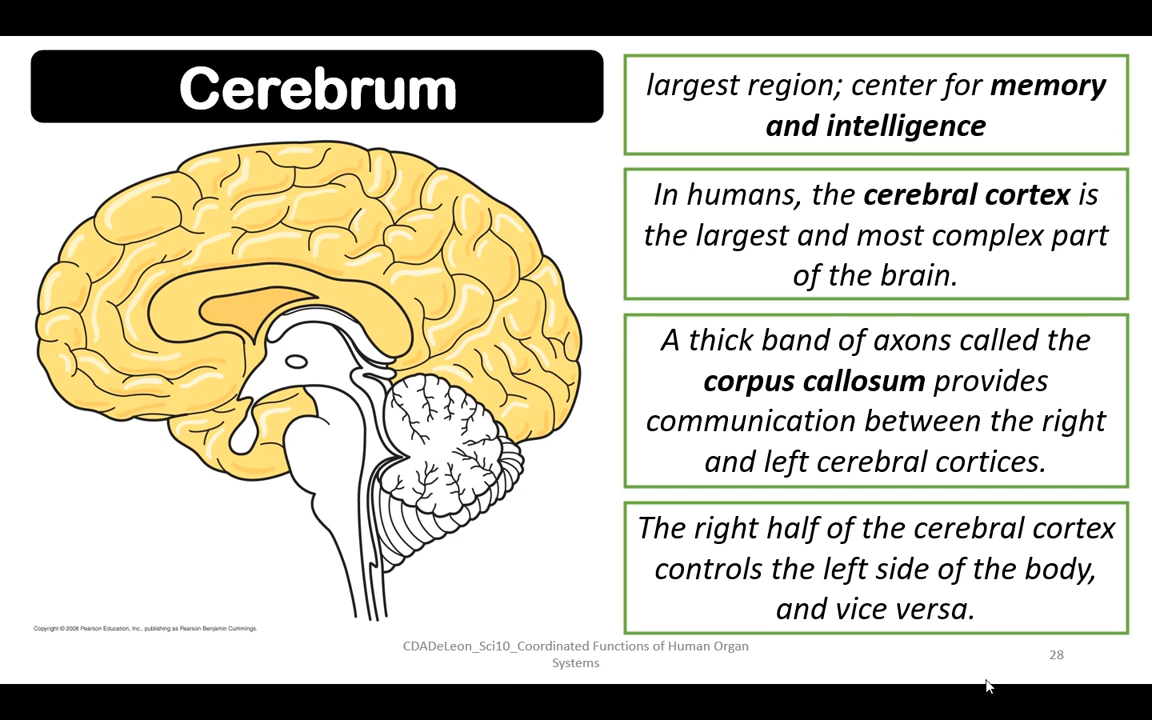 Cerebrum
largest region; center for memory
and intelligence
In humans, the cerebral cortex is
the largest and most complex part
of the brain.
A thick band of axons called the
corpus callosum provides
communication between the right
and left cerebral cortices.
The right half of the cerebral cortex
controls the left side of the body,
and vice versa.
Copyright © 2008 Pearson Education, Inc., publishing as Pearson Benjamin Cummings.
CDADeLeon_Sci10_Coordinated Functions of Human Organ
Systems
28